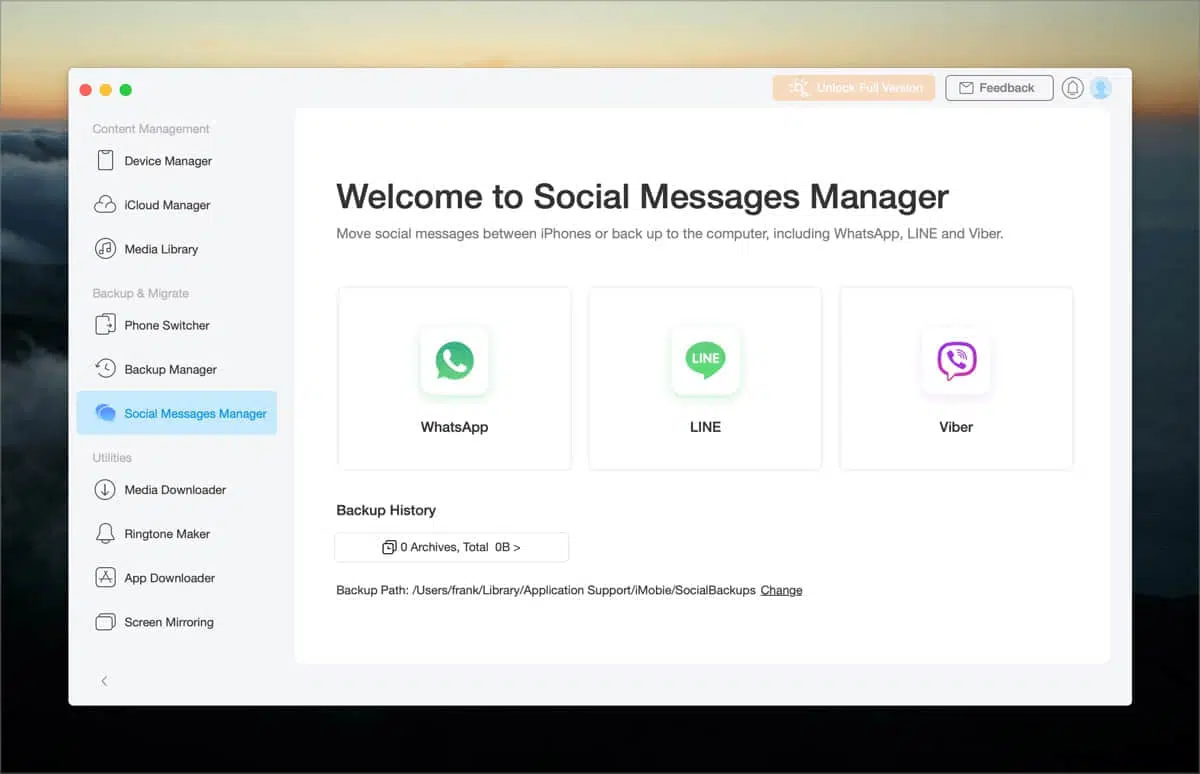 Unlock Full Version
Feedback
Content Management
Device Manager
iCloud Manager
Media Library
Backup & Migrate
Phone Switcher
Backup Manager
Social Messages Manager
Utilities
Media Downloader
Ringtone Maker
App Downloader
Screen Mirroring
Welcome to Social Messages Manager
Move social messages between iPhones or back up to the computer, including WhatsApp, LINE and Viber.
LINE
WhatsApp
LINE
Viber
Backup History
0 Archives, Total 0B >
Backup Path: /Users/frank/Library/Application Support/iMobie/SocialBackups Change